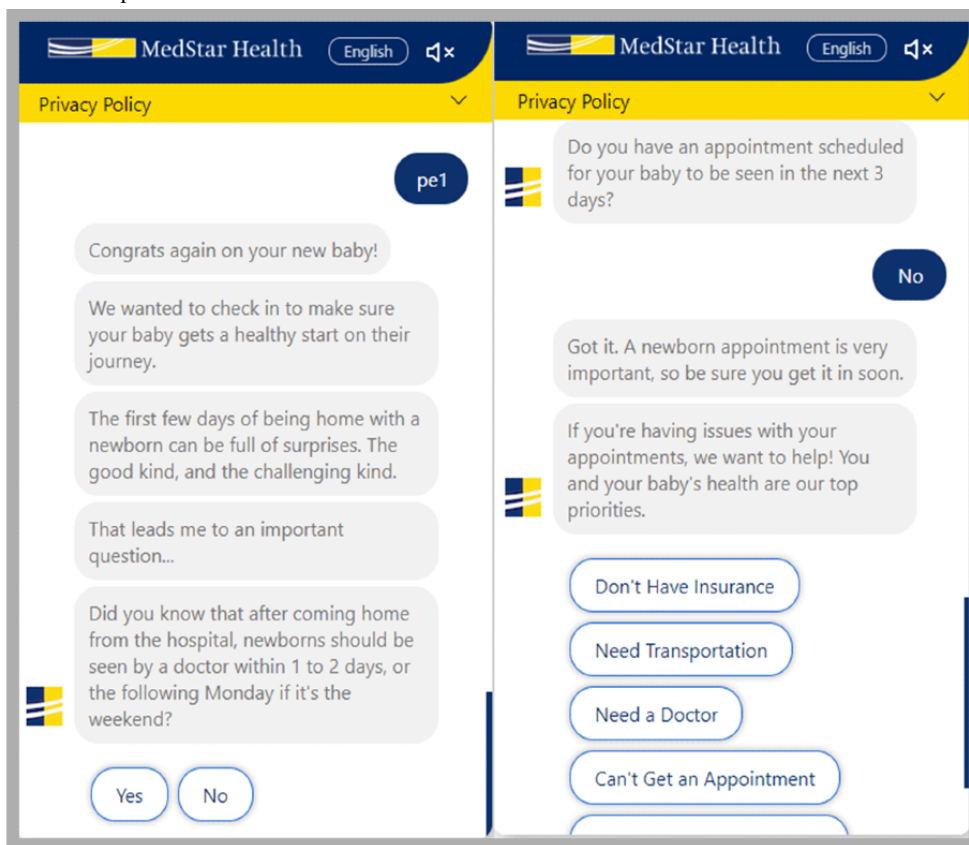 MedStar Health English
Privacy Policy
pe1
Congrats again on your new baby!
We wanted to check in to make sure
your baby gets a healthy start on their
journey.
The first few days of being home with a
newborn can be full of surprises. The
good kind, and the challenging kind.
That leads me to an important
question...
Did you know that after coming home
from the hospital, newborns should be
seen by a doctor within 1 to 2 days, or
the following Monday if it's the
weekend?
Yes No
MedStar Health English
Privacy Policy
Do you have an appointment scheduled
for your baby to be seen in the next 3
days?
No
Got it. A newborn appointment is very
important, so be sure you get it in soon.
If you're having issues with your
appointments, we want to help! You
and your baby's health are our top
priorities.
Don't Have Insurance
Need Transportation
Need a Doctor
Can't Get an Appointment